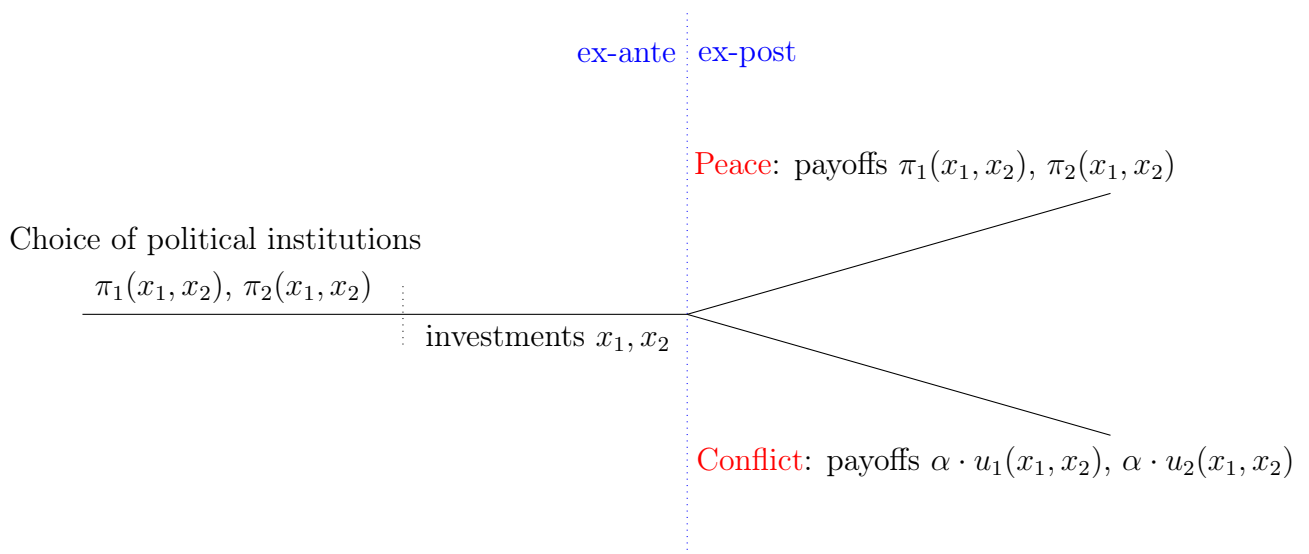 ex-ante ex-post
Peace: payoffs π₁(x₁, x₂), π₂(x₁, x₂)
Choice of political institutions
π₁(x₁, x₂), π₂(x₁, x₂)
investments x₁, x₂
Conflict: payoffs α · u₁(x₁, x₂), α · u₂(x₁, x₂)